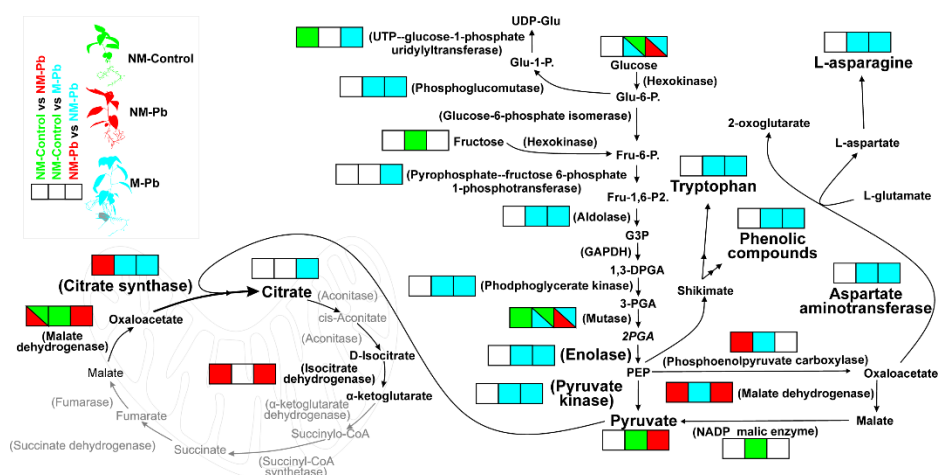 NM-Control vs NM-Pb
NM-Control vs M-Pb
NM-Pb vs NM-Pb
NM-Control
NM-Pb
M-Pb
UDP-Glu
(UTP--glucose-1-phosphate
uridylyltransferase)
Glu-1-P.
Glucose
(Hexokinase)
(Phosphoglucomutase)
Glu-6-P.
(Glucose-6-phosphate isomerase)
Fructose
(Hexokinase)
Fru-6-P.
(Pyrophosphate--fructose 6-phosphate
1-phosphotransferase)
Fru-1,6-P2.
(Aldolase)
G3P
(GAPDH)
1,3-DPGA
(Phodphoglycerate kinase)
3-PGA
(Mutase)
2PGA
(Enolase)
PEP
(Pyruvate
kinase)
Pyruvate
L-asparagine
2-oxoglutarate
L-aspartate
L-glutamate
Tryptophan
Phenolic
compounds
Shikimate
Aspartate
aminotransferase
(Phosphoenolpyruvate carboxylase)
Oxaloacetate
(Malate dehydrogenase)
Malate
(NADP malic enzyme)
(Citrate synthase)
Citrate
Oxaloacetate
(Aconitase)
cis-Aconitate
(Malate
dehydrogenase)
(Aconitase)
D-Isocitrate
(Isocitrate
dehydrogenase)
Malate
α-ketoglutarate
(Fumarase)
(α-ketoglutarate
dehydrogenase)
Fumarate
Succinylo-CoA
(Succinate dehydrogenase)
Succinate
(Succinyl-CoA
synthetase)